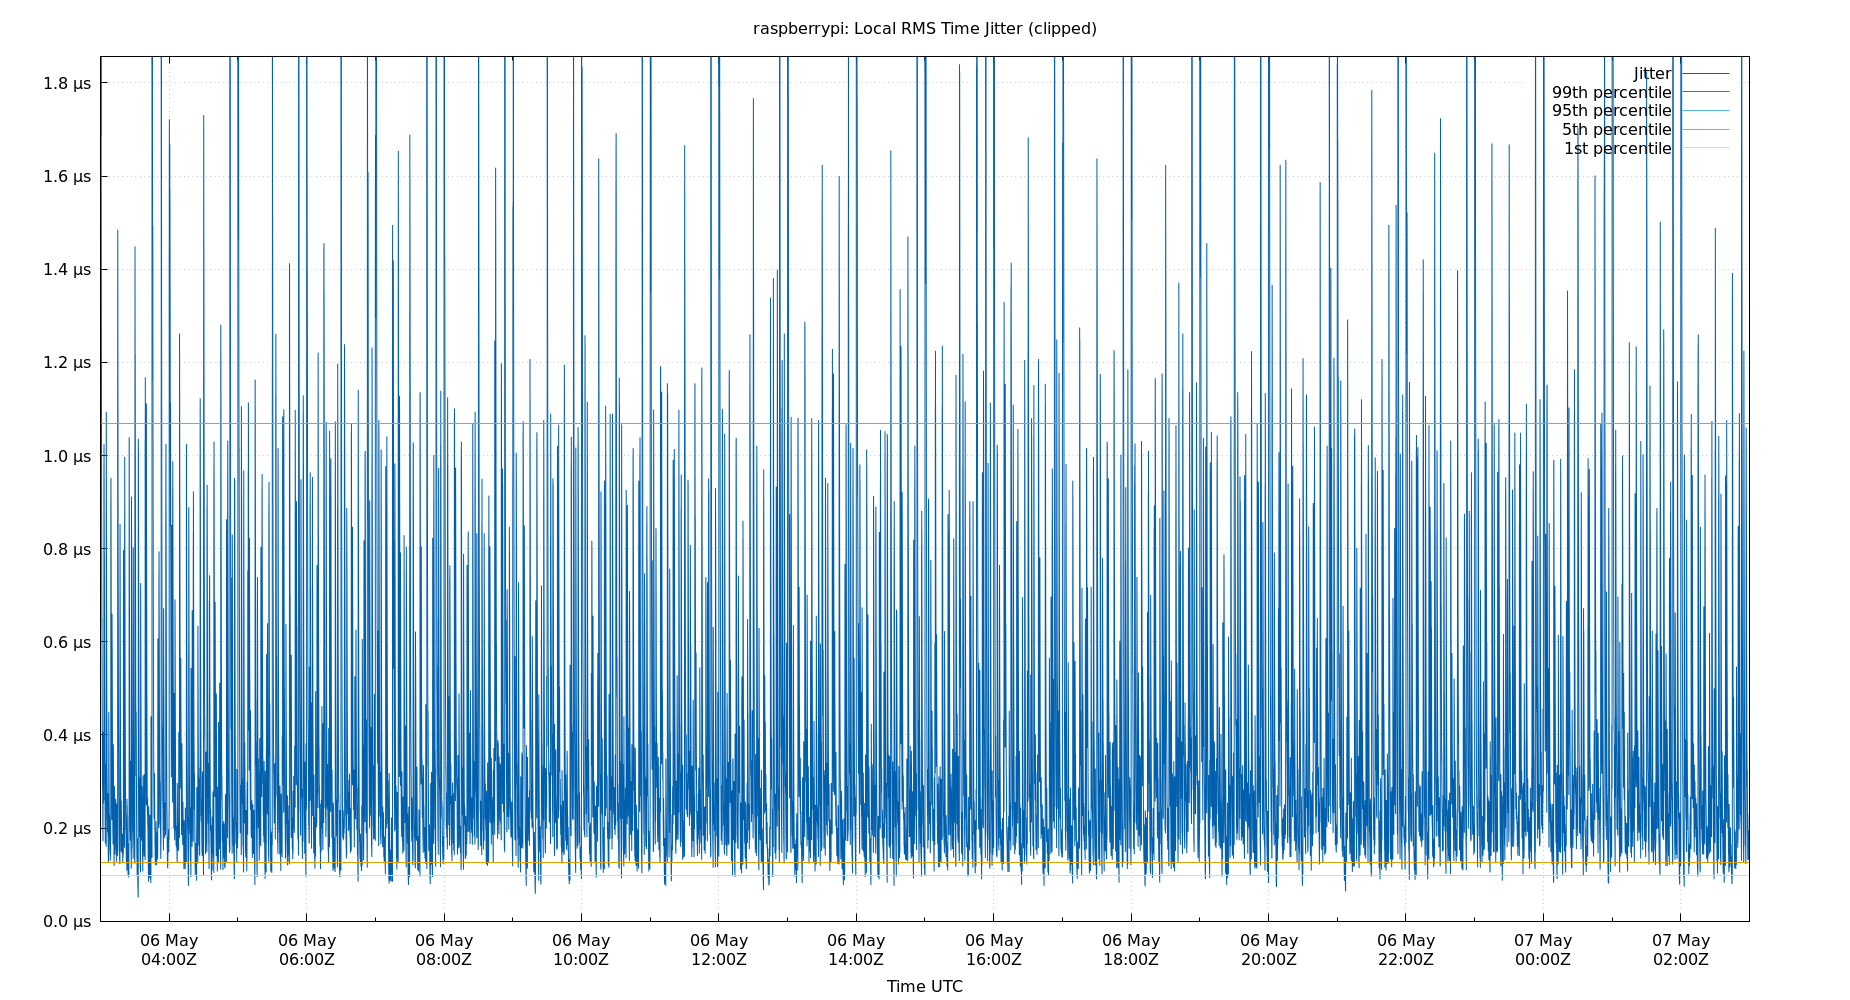 raspberrypi: Local RMS Time Jitter (clipped)
Jitter
99th percentile
95th percentile
5th percentile
1st percentile
1.8 µs
1.6 µs
1.4 µs
1.2 µs
1.0 µs
0.8 µs
0.6 µs
0.4 µs
0.2 µs
0.0 µs
06 May 06 May 06 May 06 May 06 May 06 May 06 May 06 May 06 May 06 May 07 May 07 May
04:00Z 06:00Z 08:00Z 10:00Z 12:00Z 14:00Z 16:00Z 18:00Z 20:00Z 22:00Z 00:00Z 02:00Z
Time UTC